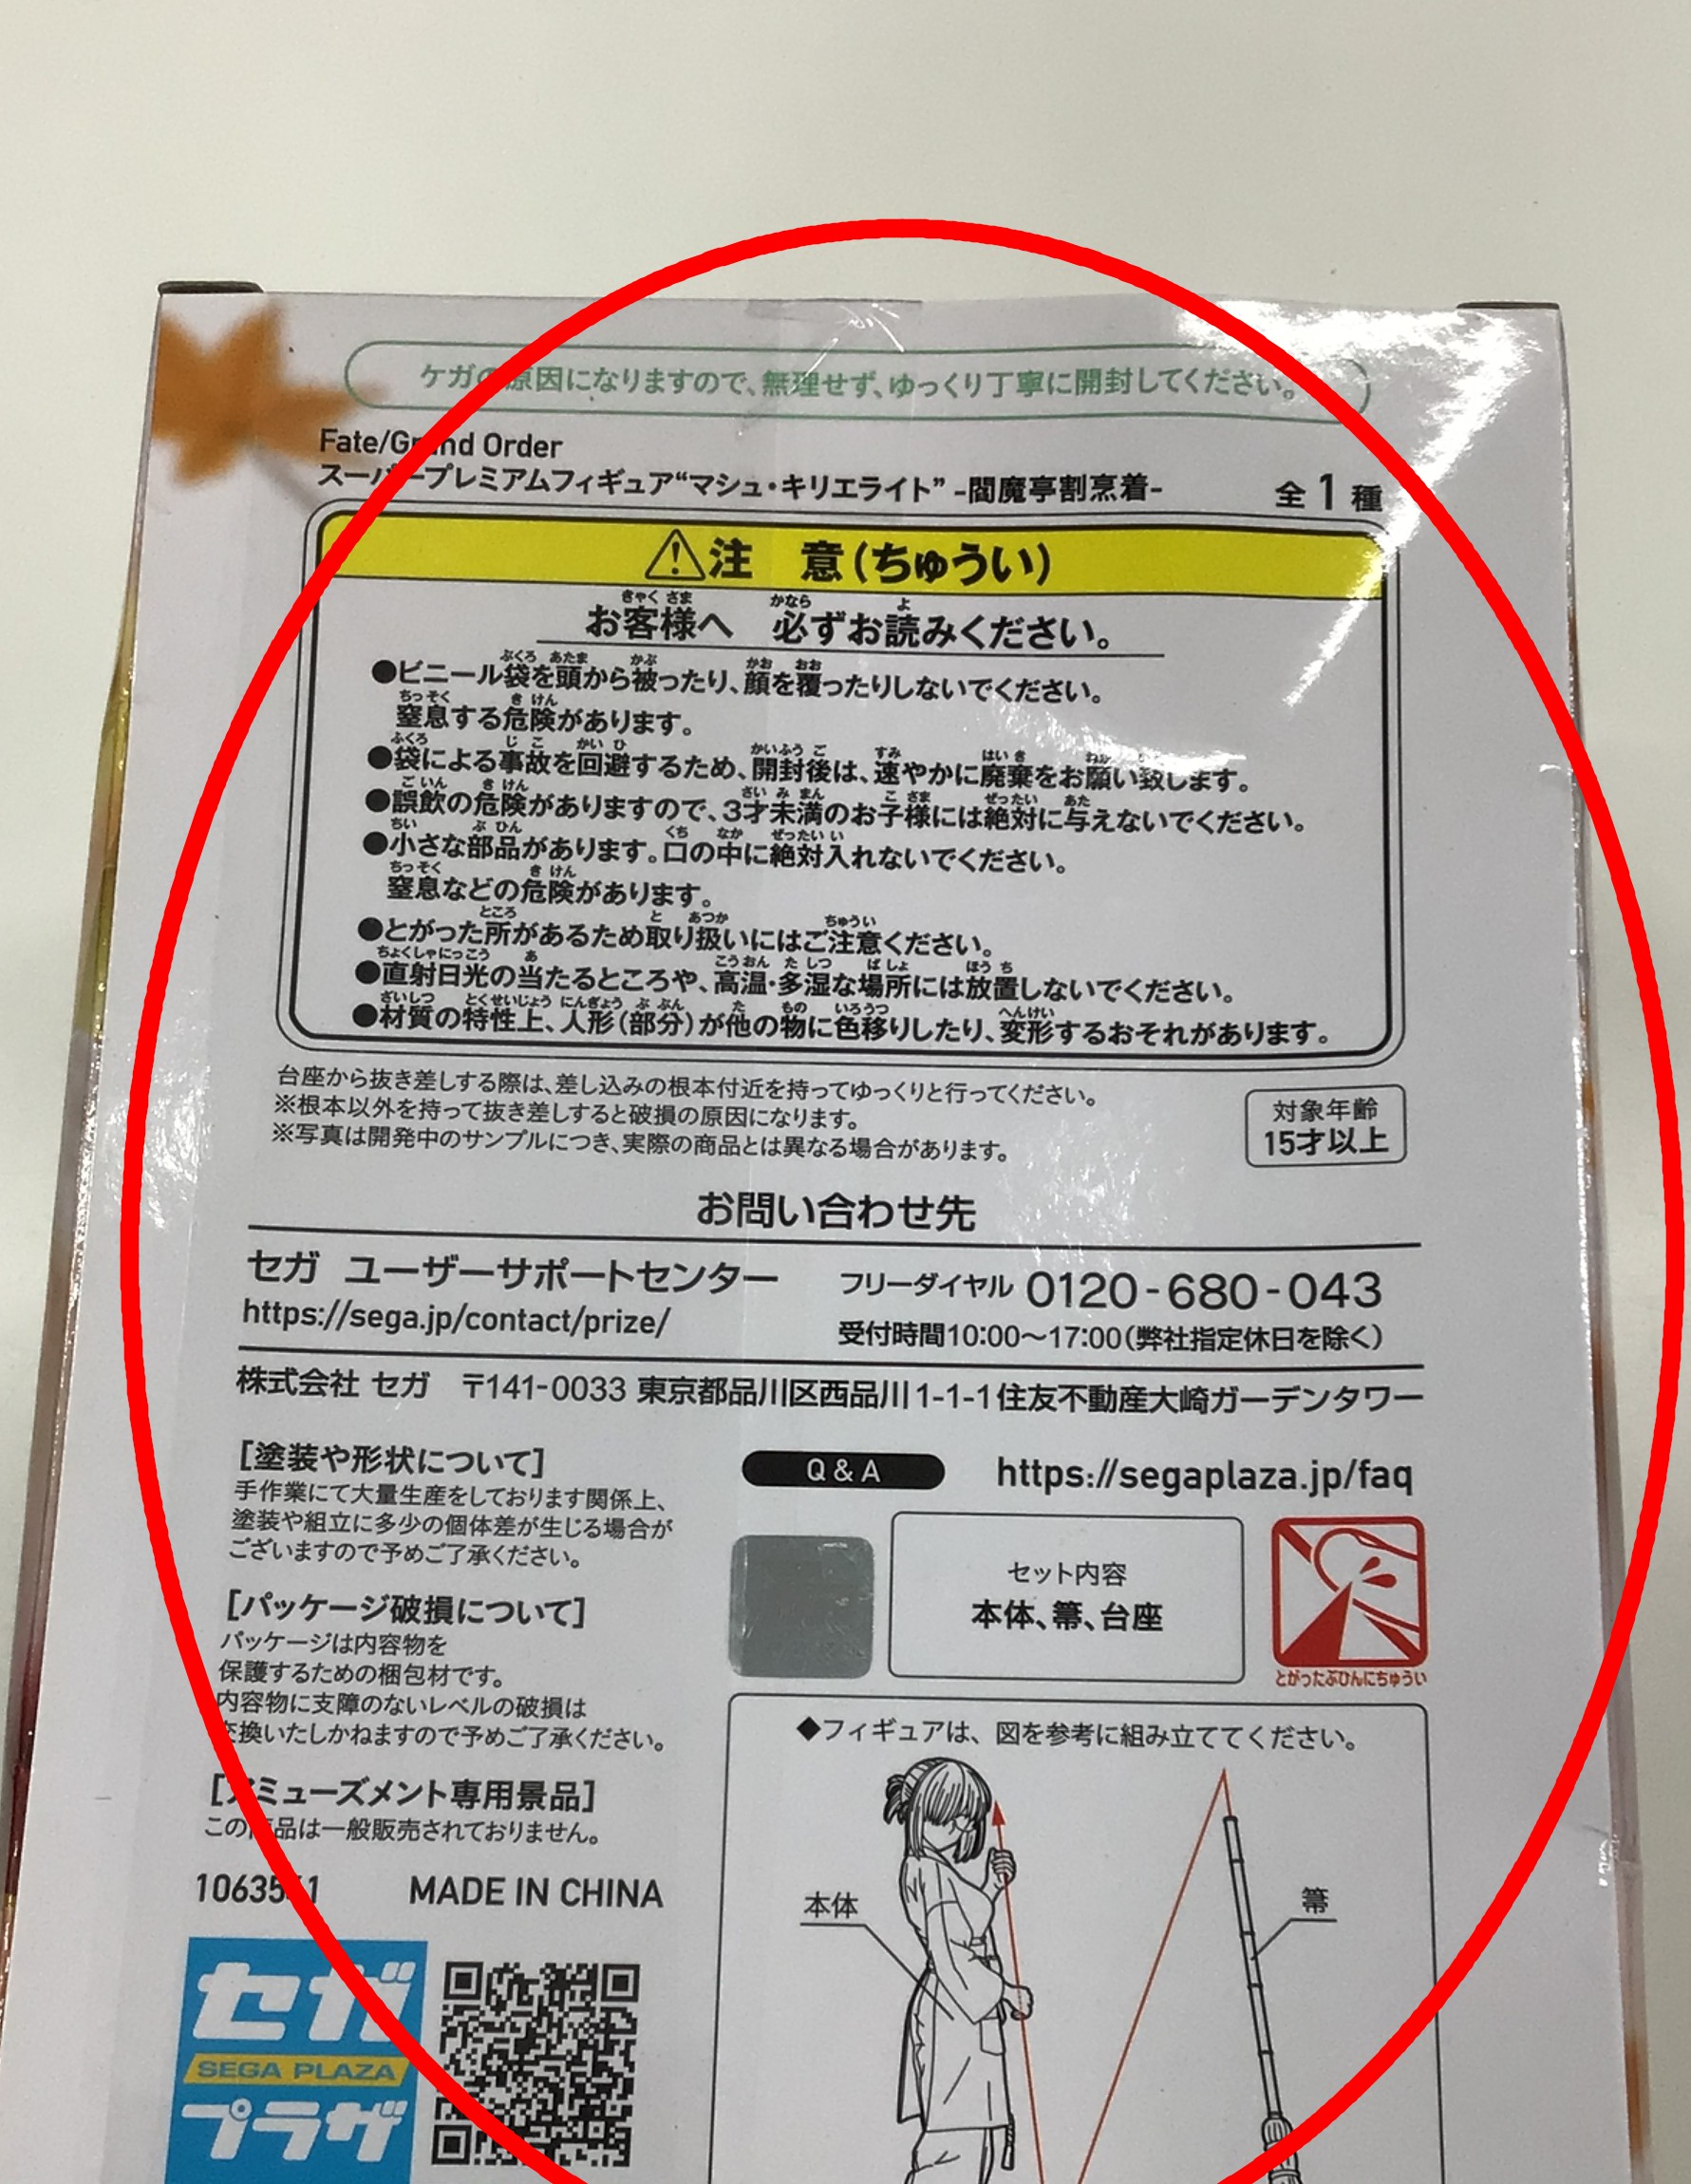 ケガの原因になりますので、無理せず、ゆっくり丁寧に開封してください。
Fate/Grand Order
スーパープレミアムフィギュア“マシュ・キリエライト” -閻魔亭割烹着-
全1種
注 意(ちゅうい)
お客様へ 必ずお読みください。
●ビニール袋を頭から被ったり、顔を覆ったりしないでください。
窒息する危険があります。
●袋による事故を回避するため、開封後は、速やかに廃棄をお願い致します。
●誤飲の危険がありますので、3才未満のお子様には絶対に与えないでください。
●小さな部品があります。口の中に絶対入れないでください。
窒息などの危険があります。
●とがった所があるため取り扱いにはご注意ください。
●直射日光の当たるところや、高温・多湿な場所には放置しないでください。
●材質の特性上、人形(部分)が他の物に色移りしたり、変形するおそれがあります。
台座から抜き差しする際は、差し込みの根本付近を持ってゆっくりと行ってください。
※根本以外を持って抜き差しすると破損の原因になります。
※写真は開発中のサンプルにつき、実際の商品とは異なる場合があります。
対象年齢
15才以上
お問い合わせ先
セガ ユーザーサポートセンター
https://sega.jp/contact/prize/
フリーダイヤル 0120-680-043
受付時間10:00〜17:00(弊社指定休日を除く)
株式会社 セガ 〒141-0033 東京都品川区西品川1-1-1住友不動産大崎ガーデンタワー
[塗装や形状について]
手作業にて大量生産をしております関係上、
塗装や組立に多少の個体差が生じる場合が
ございますので予めご了承ください。
[パッケージ破損について]
パッケージは内容物を
保護するための梱包材です。
内容物に支障のないレベルの破損は
交換いたしかねますので予めご了承ください。
[アミューズメント専用景品]
この商品は一般販売されておりません。
MADE IN CHINA
セガ
SEGA PLAZA
プラザ
Q&A
https://segaplaza.jp/faq
セット内容
本体、箒、台座
とがったぶひんにちゅうい
◆フィギュアは、図を参考に組み立ててください。
本体
箒